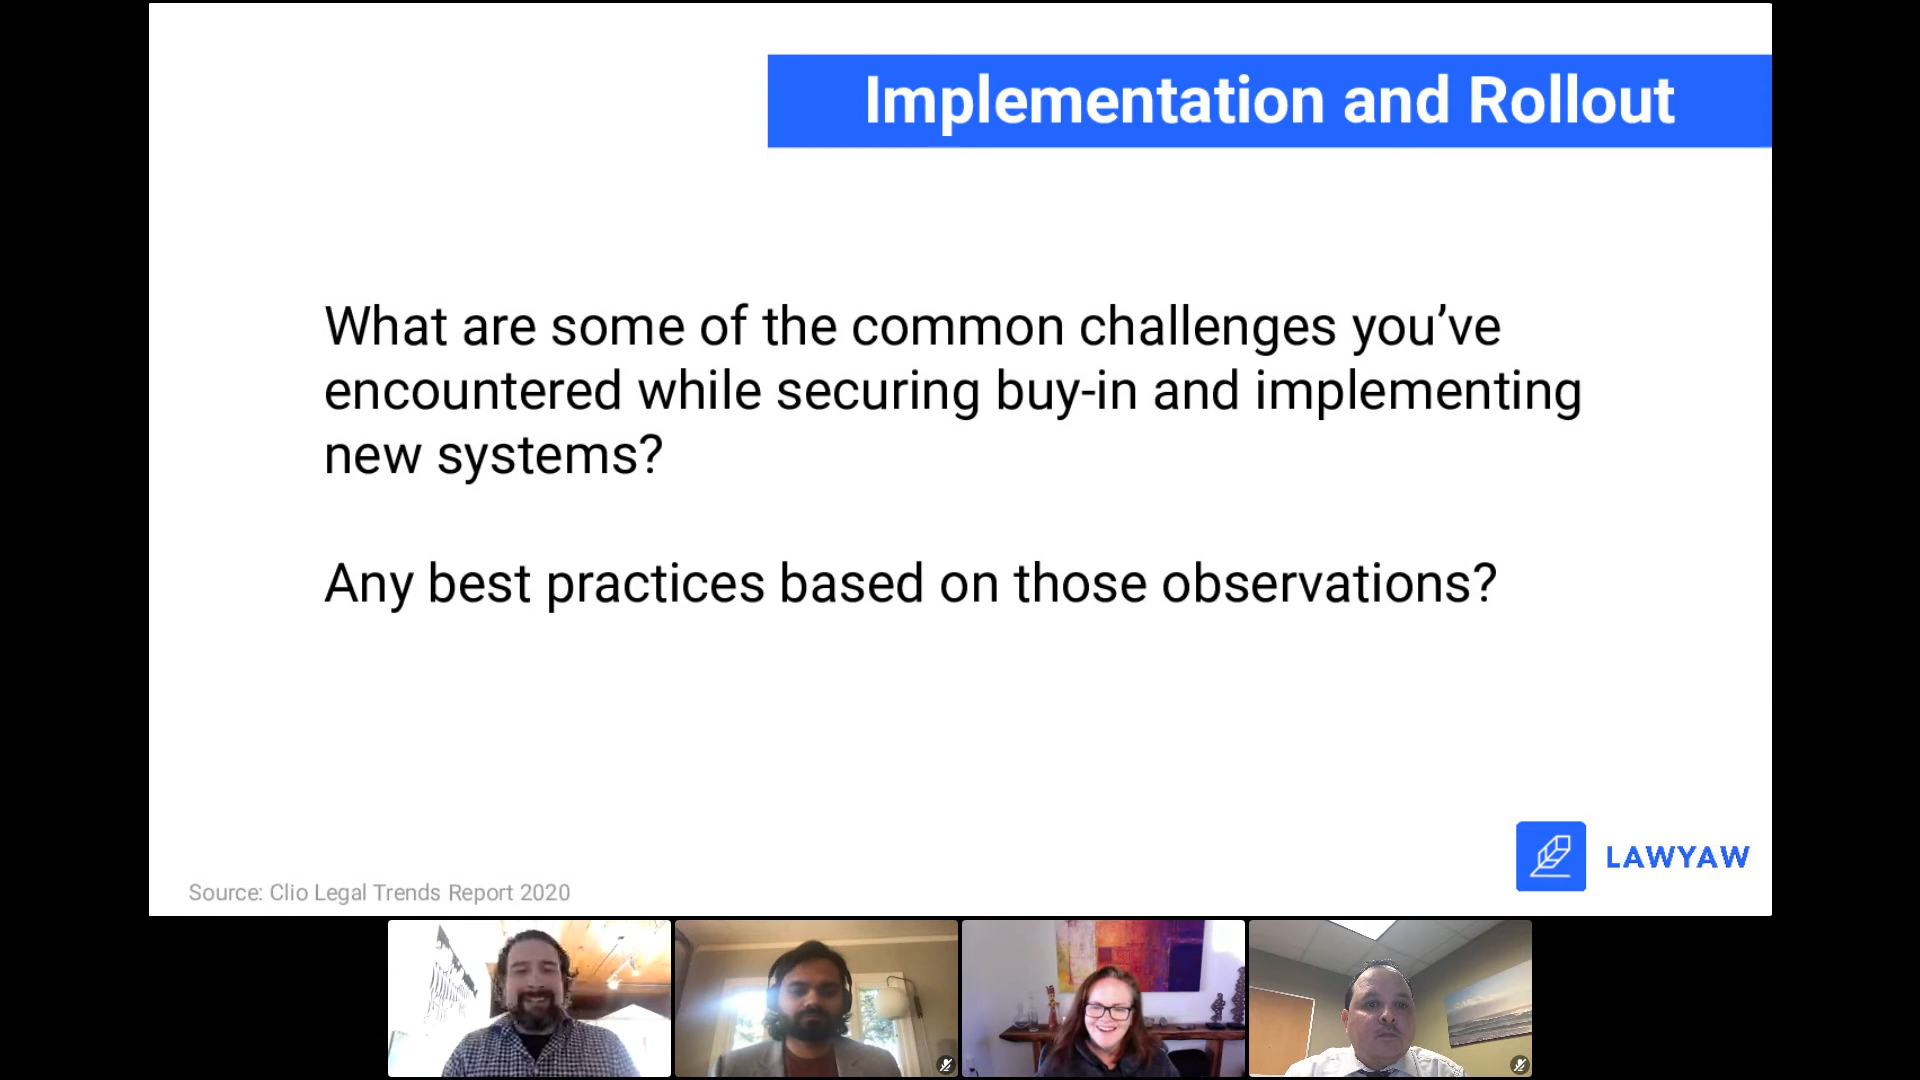 Implementation and Rollout
What are some of the common challenges you’ve
encountered while securing buy-in and implementing
new systems?
Any best practices based on those observations?
LAWYAW
Source: Clio Legal Trends Report 2020